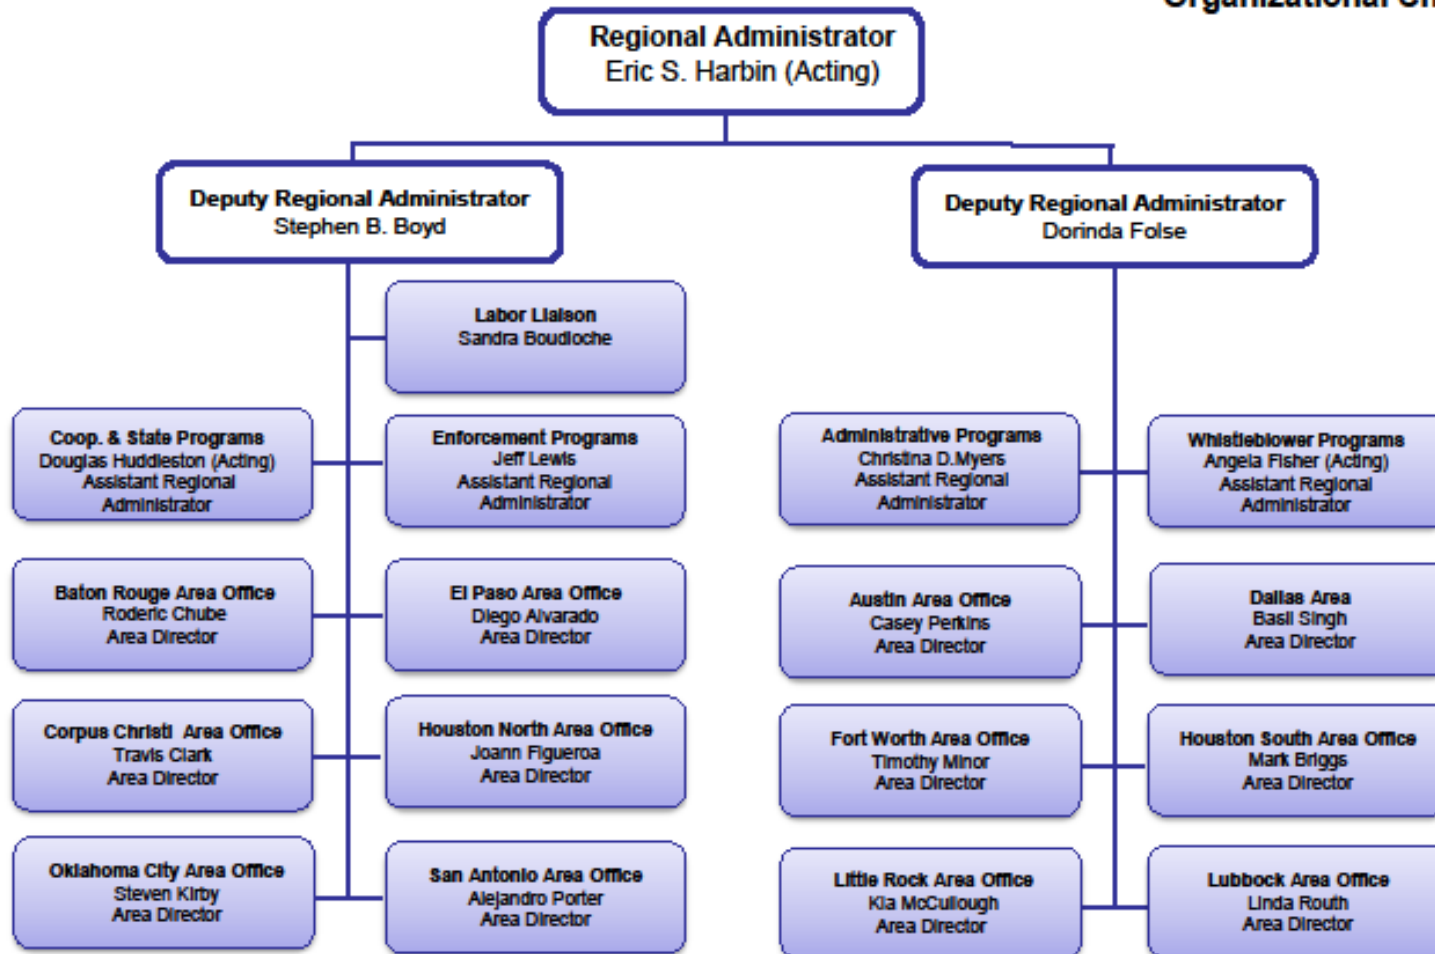 Organizational
Regional Administrator
Eric S. Harbin (Acting)
Deputy Regional Administrator
Stephen B. Boyd
Deputy Regional Administrator
Dorinda Folse
Labor Liaison
Sandra Boudloche
Coop. & State Programs
Douglas Huddleston (Acting)
Assistant Regional
Administrator
Enforcement Programs
Jeff Lewis
Assistant Regional
Administrator
Administrative Programs
Christina D.Myers
Assistant Regional
Administrator
Whistleblower Programs
Angela Fisher (Acting)
Assistant Regional
Administrator
Baton Rouge Area Office
Roderic Chube
Area Director
El Paso Area Office
Diego Alvarado
Area Director
Austin Area Office
Casey Perkins
Area Director
Dallas Area
Basil Singh
Area Director
Corpus Christi Area Office
Travis Clark
Area Director
Houston North Area Office
Joann Figueroa
Area Director
Fort Worth Area Office
Timothy Minor
Area Director
Houston South Area Office
Mark Briggs
Area Director
Oklahoma City Area Office
Steven Kirby
Area Director
San Antonio Area Office
Alejandro Porter
Area Director
Little Rock Area Office
Kia McCullough
Area Director
Lubbock Area Office
Linda Routh
Area Director